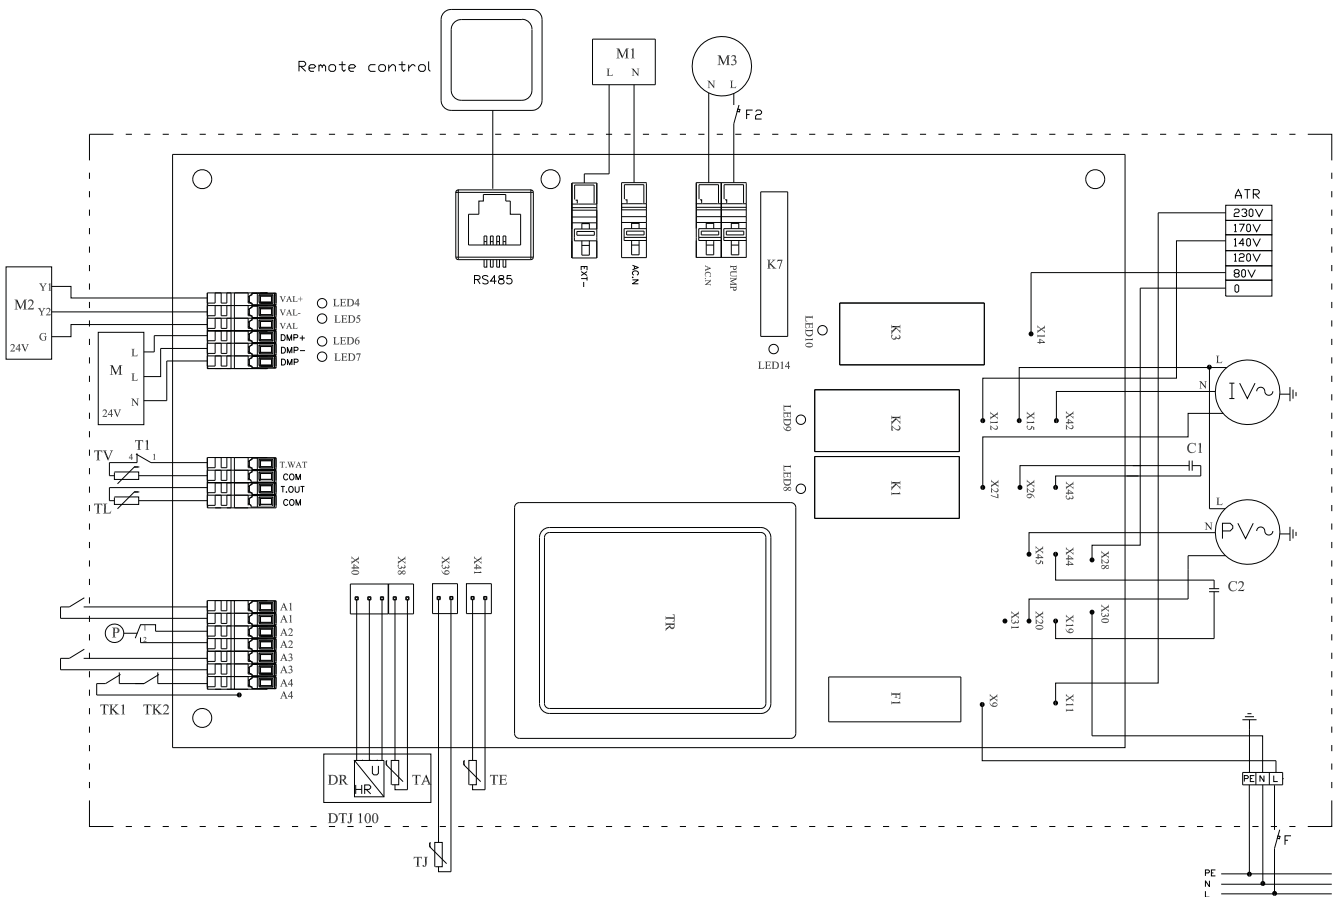 Remote control
M1
L N
M3
N L
F2
ATR
230V
170V
140V
120V
80V
0
RS485
EXT-
AC.N
AC.N
PUMP
K7
LED14
LED10
K3
X14
M2
Y1
Y2
G
24V
VAL+
VAL-
VAL
DMP+
DMP-
DMP
LED4
LED5
LED6
LED7
M
L
L
N
24V
LED9
K2
X12
X15
X42
L
N
IV~
C1
TV
T1
4 1
T.WAT
COM
T.OUT
COM
TL
LED8
K1
X27
X26
X43
L
N
PV~
X45
X44
X28
C2
X40
X38
X39
X41
X31
X20
X19
X30
TR
A1
A1
A2
A2
A3
A3
A4
A4
P
1
2
TK1 TK2
F1
X9
X11
DR
U
HR
TA
DTJ 100
TE
TJ
PE N L
F
PE
N
L